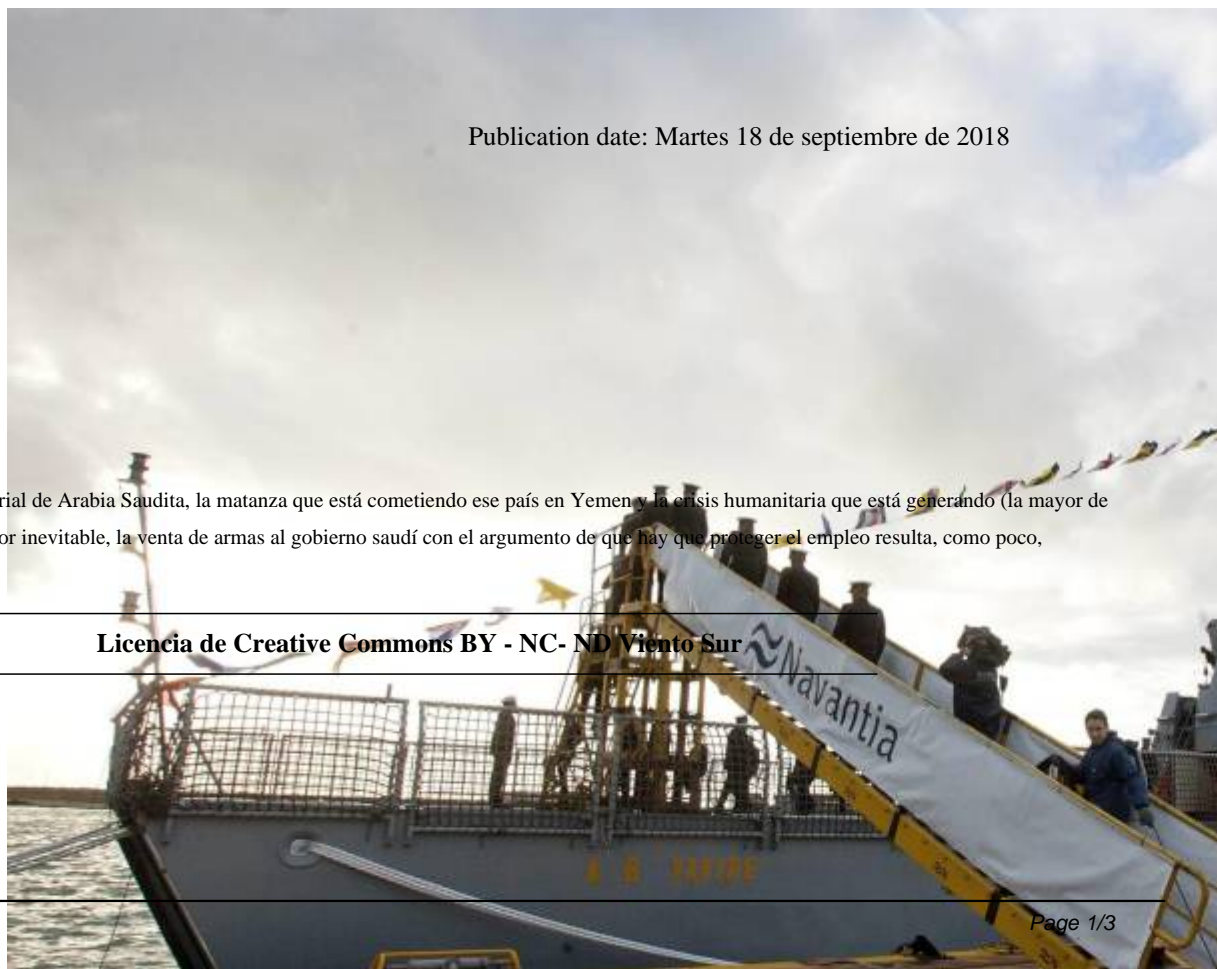 Publication date: Martes 18 de septiembre de 2018
rial de Arabia Saudita, la matanza que está cometiendo ese país en Yemen y la crisis humanitaria que está generando (la mayor de
or inevitable, la venta de armas al gobierno saudí con el argumento de que hay que proteger el empleo resulta, como poco,
Licencia de Creative Commons BY - NC- ND Viento Sur
Navantia
Page 1/3